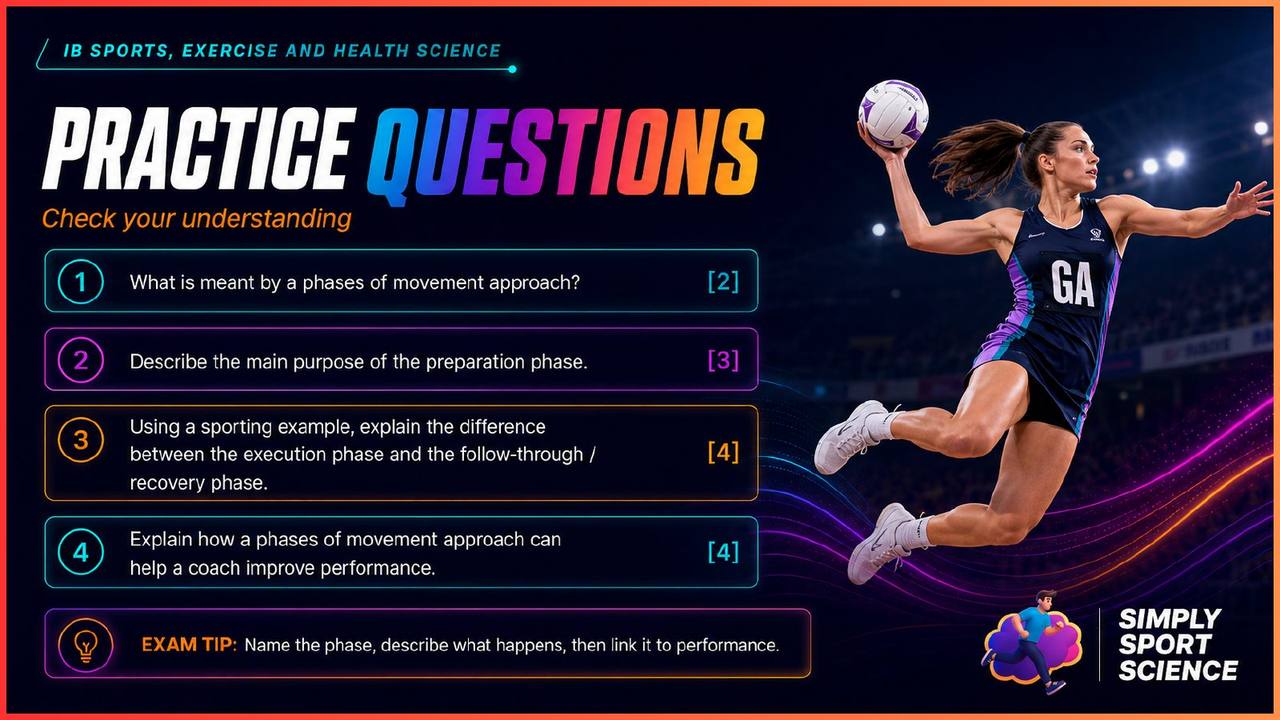 IB SPORTS, EXERCISE AND HEALTH SCIENCE
PRACTICE QUESTIONS
Check your understanding
1 What is meant by a phases of movement approach? [2]
2 Describe the main purpose of the preparation phase. [3]
3 Using a sporting example, explain the difference
between the execution phase and the follow-through /
recovery phase. [4]
4 Explain how a phases of movement approach can
help a coach improve performance. [4]
EXAM TIP: Name the phase, describe what happens, then link it to performance.
GA
SIMPLY
SPORT
SCIENCE